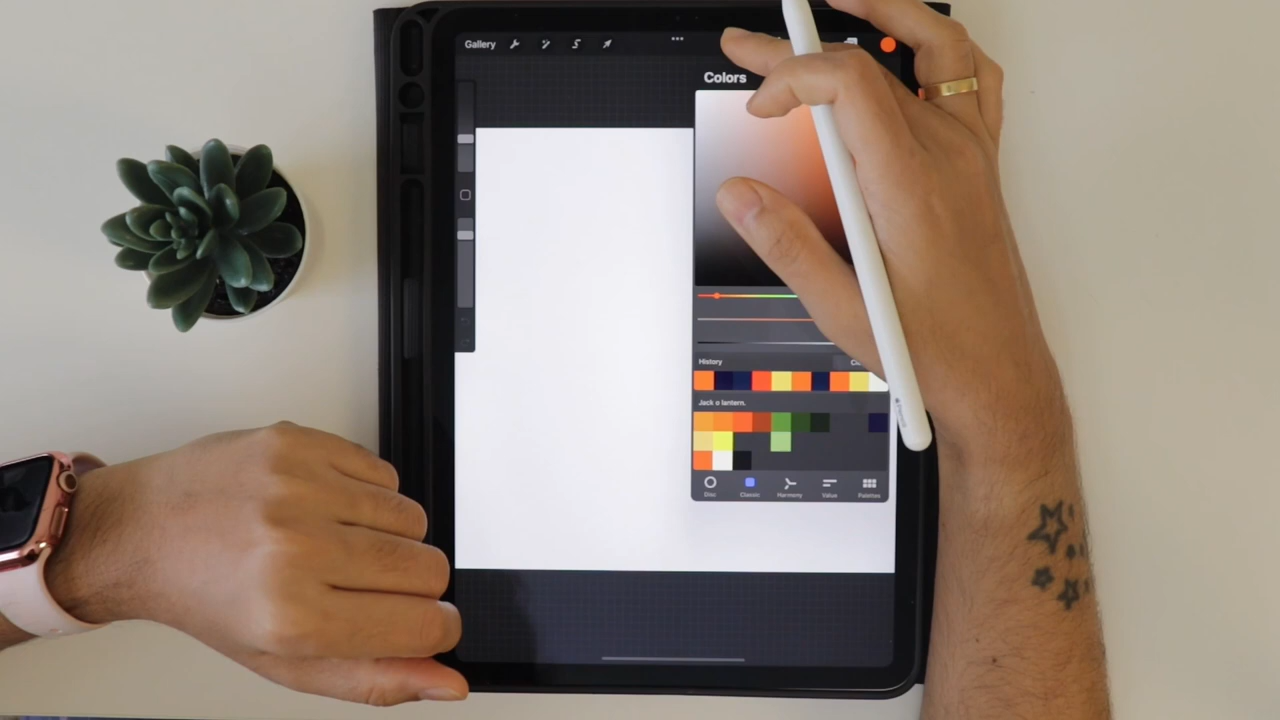 Gallery
Colors
History
Jack o lantern.
Disc
Classic
Harmony
Value
Palettes